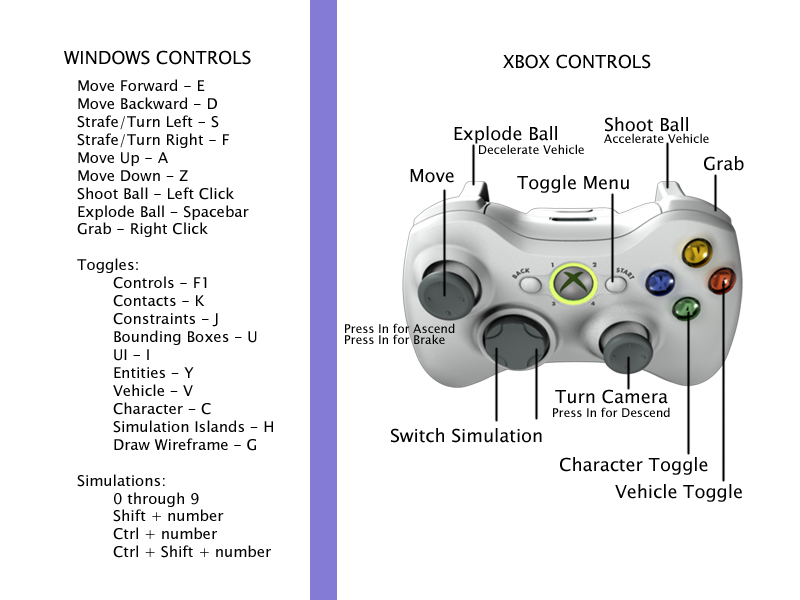 WINDOWS CONTROLS
Move Forward - E
Move Backward - D
Strafe/Turn Left - S
Strafe/Turn Right - F
Move Up - A
Move Down - Z
Shoot Ball - Left Click
Explode Ball - Spacebar
Grab - Right Click
Toggles:
Controls - F1
Contacts - K
Constraints - J
Bounding Boxes - U
UI - I
Entities - Y
Vehicle - V
Character - C
Simulation Islands - H
Draw Wireframe - G
Simulations:
0 through 9
Shift + number
Ctrl + number
Ctrl + Shift + number
XBOX CONTROLS
Explode Ball
Decelerate Vehicle
Shoot Ball
Accelerate Vehicle
Grab
Move
Toggle Menu
1 2
BACK
START
3 4
Y
X
B
A
Press In for Ascend
Press In for Brake
Turn Camera
Press In for Descend
Switch Simulation
Character Toggle
Vehicle Toggle